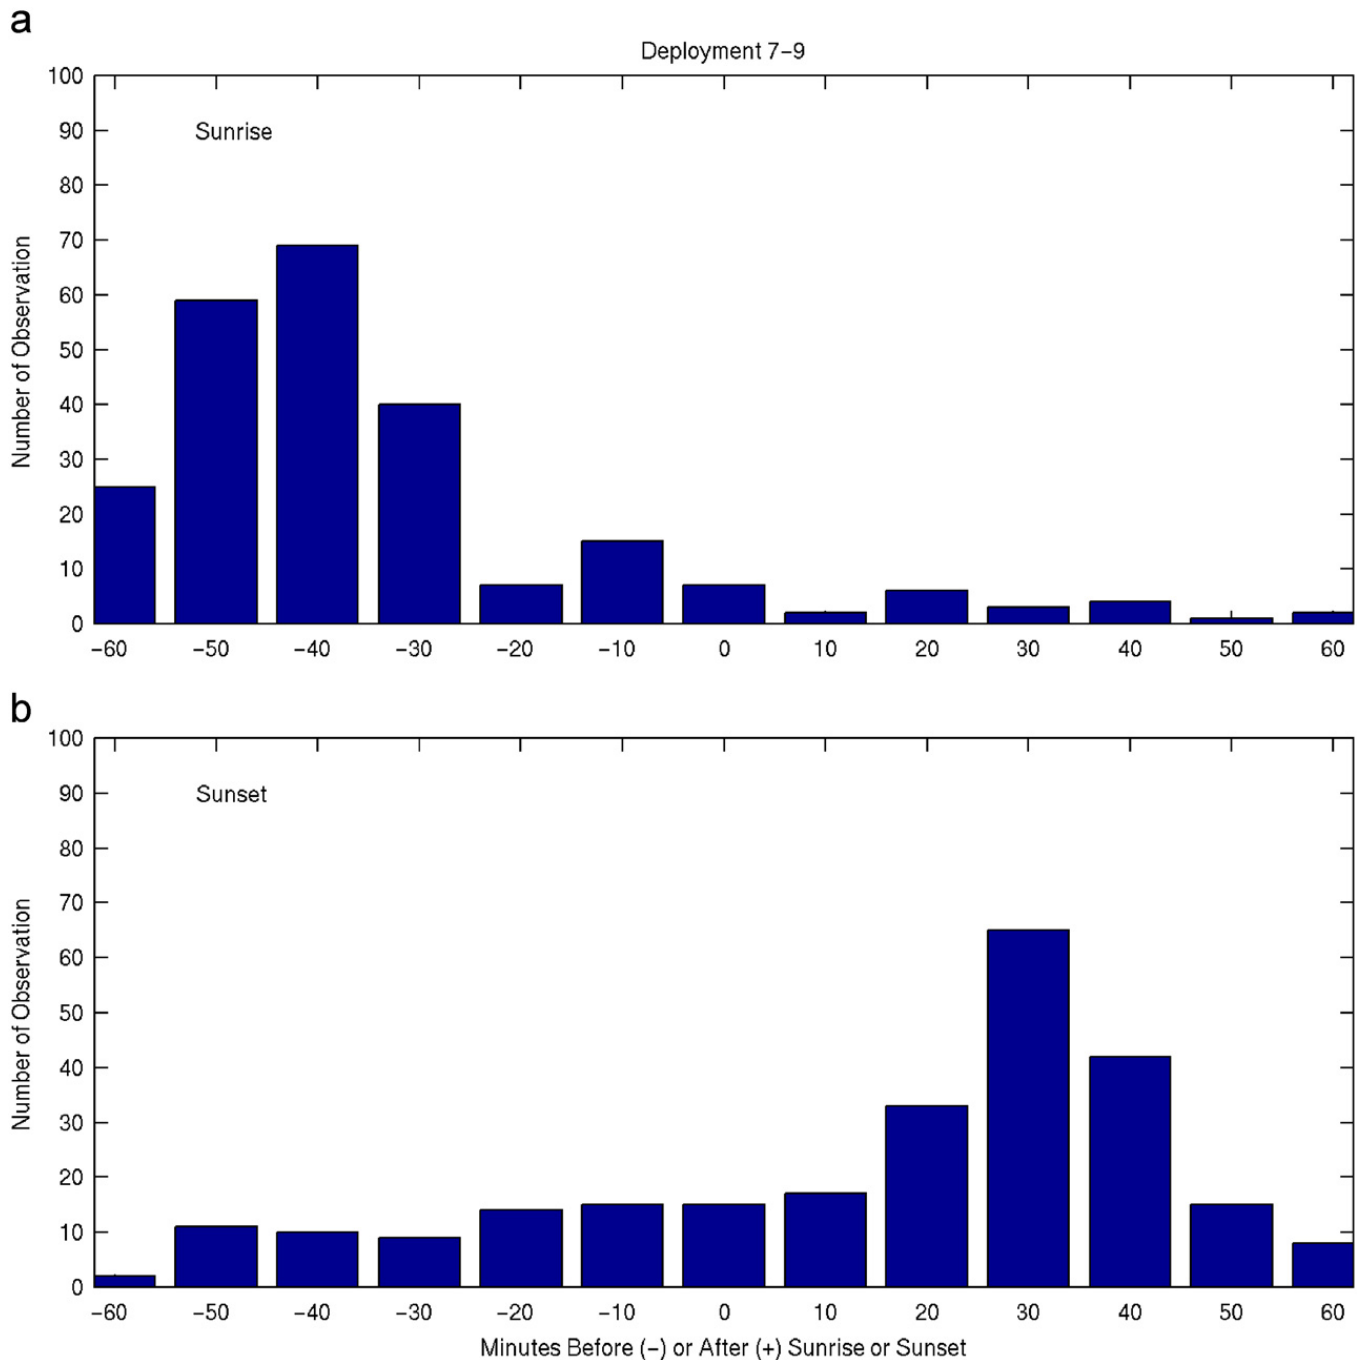 a
Deployment 7–9
100
90
80
70
60
50
40
30
20
10
0
Sunrise
Number of Observation
−60 −50 −40 −30 −20 −10 0 10 20 30 40 50 60
b
100
90
80
70
60
50
40
30
20
10
0
Sunset
Number of Observation
−60 −50 −40 −30 −20 −10 0 10 20 30 40 50 60
Minutes Before (−) or After (+) Sunrise or Sunset